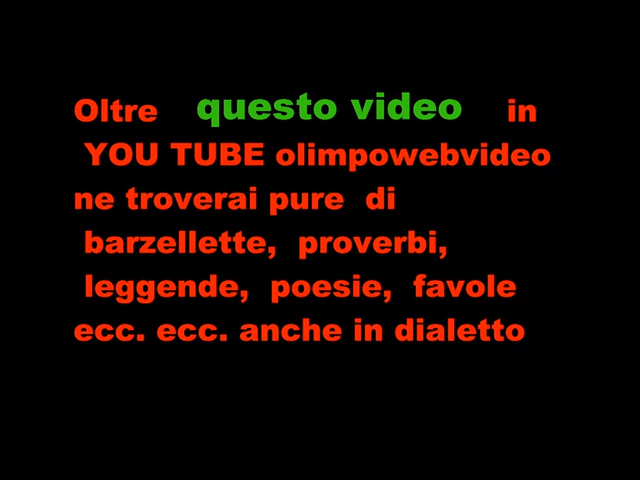 Oltre questo video in
YOU TUBE olimpowebvideo
ne troverai pure di
barzellette, proverbi,
leggende, poesie, favole
ecc. ecc. anche in dialetto